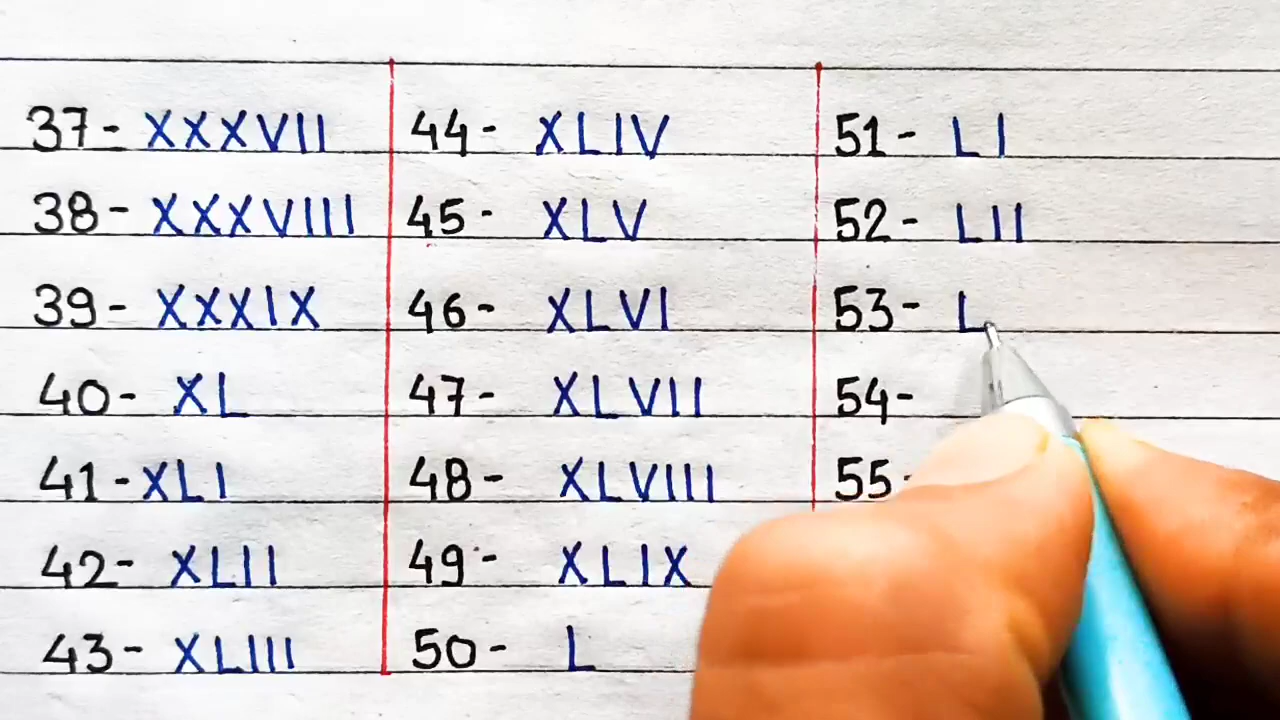 37- XXXVII
38- XXXVIII
39- XXXIX
40- XL
41- XLI
42- XLII
43- XLIII
44- XLIV
45- XLV
46- XLVI
47- XLVII
48- XLVIII
49- XLIX
50- L
51- LI
52- LII
53- L
54-
55-